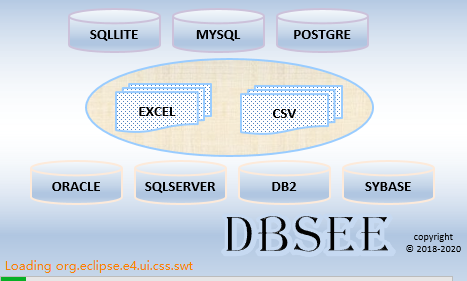 SQLLITE MYSQL POSTGRE
EXCEL CSV
ORACLE SQLSERVER DB2 SYBASE
DBSEE
copyright
© 2018-2020
Loading org.eclipse.e4.ui.css.swt